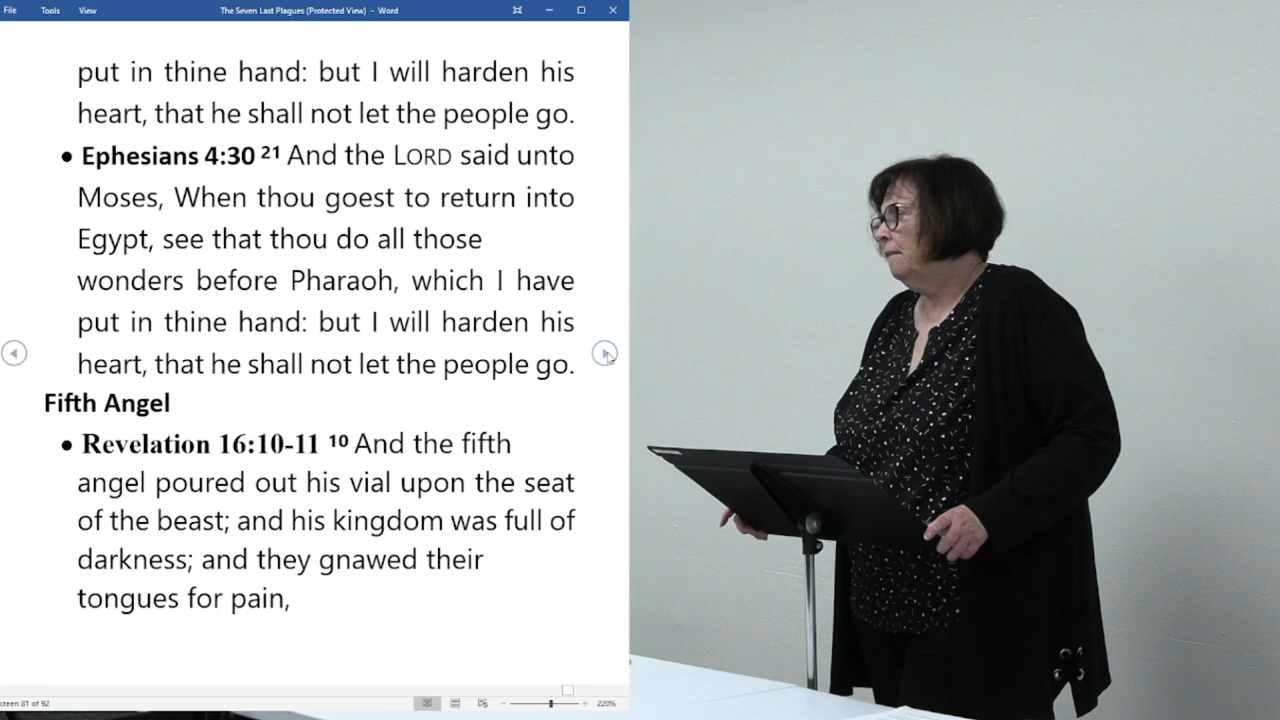 File Tools View The Seven Last Plagues (Protected View) - Word
put in thine hand: but I will harden his
heart, that he shall not let the people go.
• Ephesians 4:30 21 And the LORD said unto
Moses, When thou goest to return into
Egypt, see that thou do all those
wonders before Pharaoh, which I have
put in thine hand: but I will harden his
heart, that he shall not let the people go.
Fifth Angel
• Revelation 16:10-11 10 And the fifth
angel poured out his vial upon the seat
of the beast; and his kingdom was full of
darkness; and they gnawed their
tongues for pain,
creen 81 of 92 220%